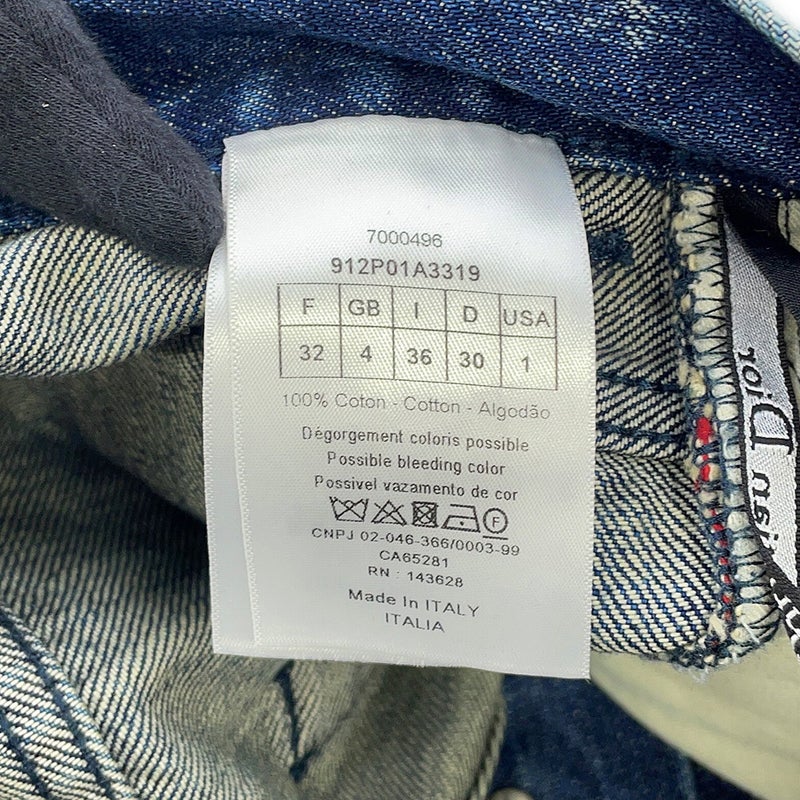 7000496
912P01A3319
F GB I D USA
32 4 36 30 1
100% Coton - Cotton - Algodão
Dégorgement coloris possible
Possible bleeding color
Possivel vazamento de cor
F
CNPJ 02-046-366/0003-99
CA65281
RN : 143628
Made In ITALY
ITALIA
Dior